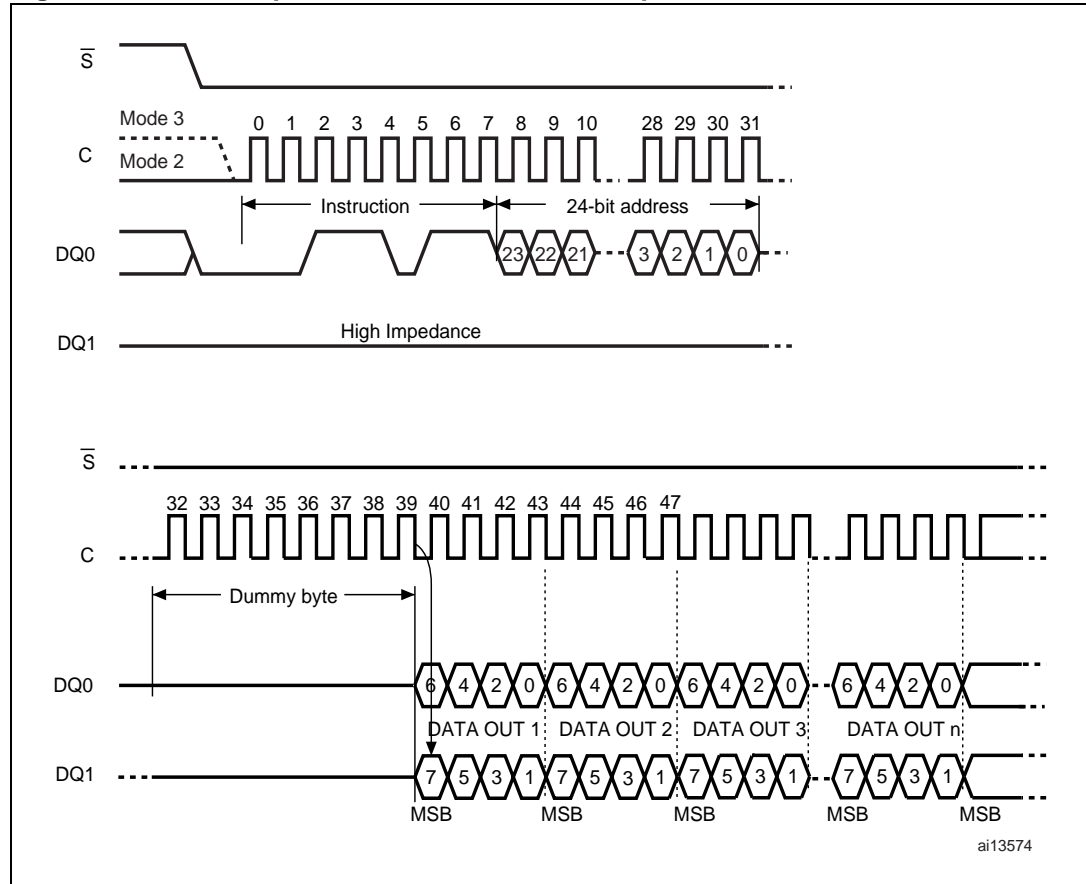 S
Mode 3
0 1 2 3 4 5 6 7 8 9 10 28 29 30 31
C
Mode 2
Instruction 24-bit address
DQ0
23 22 21 3 2 1 0
High Impedance
DQ1
S
32 33 34 35 36 37 38 39 40 41 42 43 44 45 46 47
C
Dummy byte
DQ0
6 4 2 0 6 4 2 0 6 4 2 0 6 4 2 0
DATA OUT 1 DATA OUT 2 DATA OUT 3 DATA OUT n
DQ1
7 5 3 1 7 5 3 1 7 5 3 1 7 5 3 1
MSB MSB MSB MSB MSB
ai13574